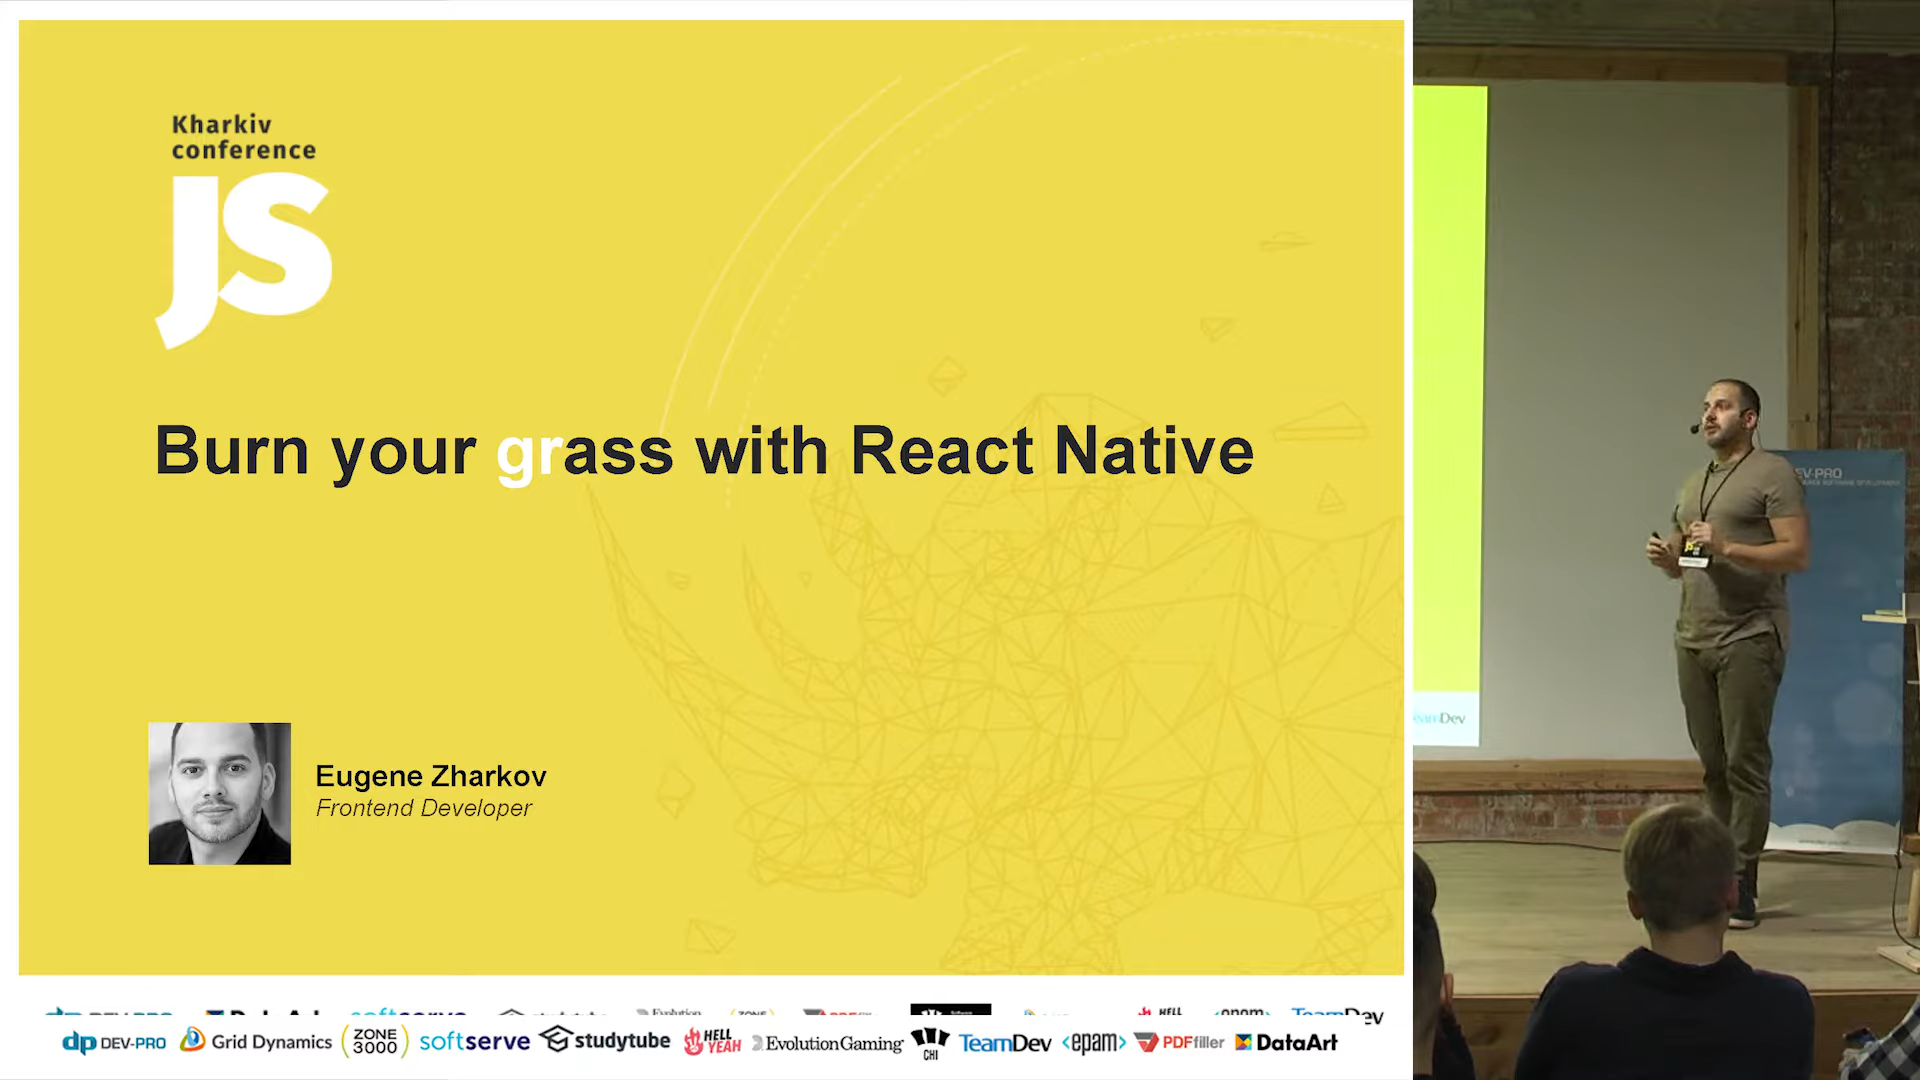 Kharkiv
conference
JS
Burn your grass with React Native
Eugene Zharkov
Frontend Developer
dp DEV-PRO Grid Dynamics ZONE 3000 softserve studytube HELL YEAH EvolutionGaming CHI TeamDev <epam> PDFfiller DataArt
EV-PRO
TeamDev